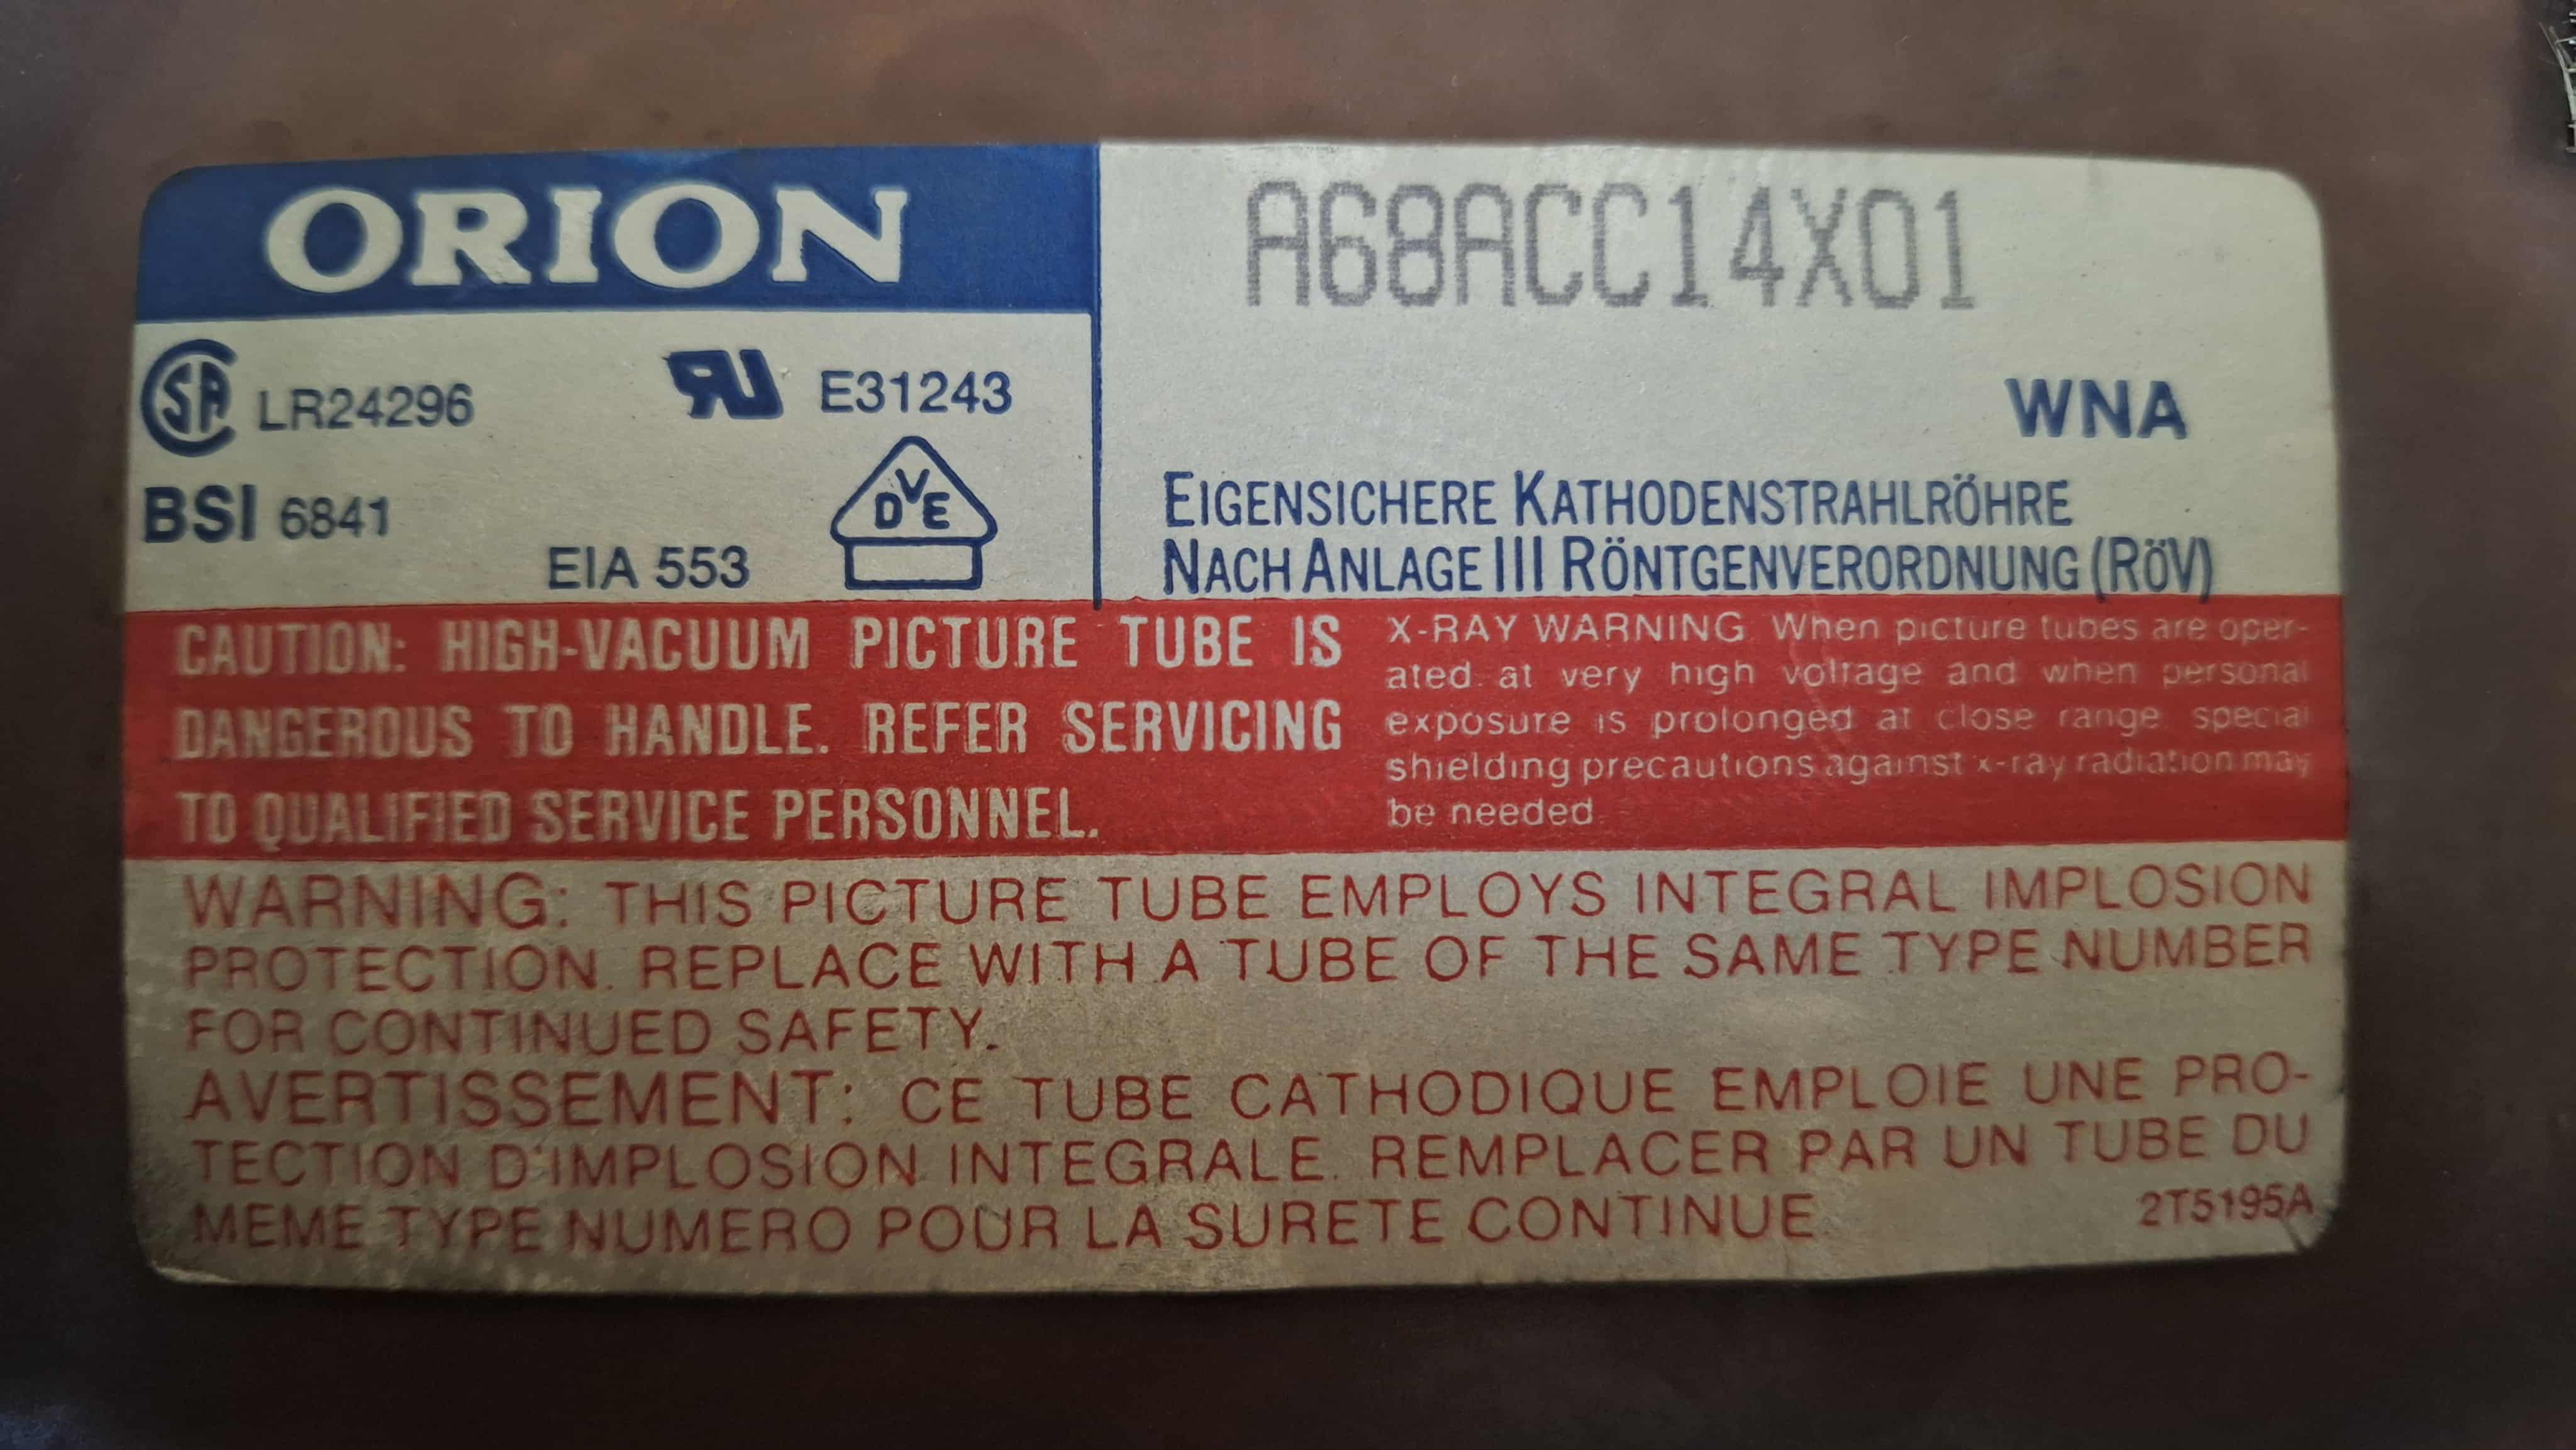 ORION
A68ACC14X01
SA LR24296
RU E31243
WNA
BSI 6841
EIA 553
DVE
EIGENSICHERE KATHODENSTRAHLRÖHRE
NACH ANLAGE III RÖNTGENVERORDNUNG (RÖV)
CAUTION: HIGH-VACUUM PICTURE TUBE IS
DANGEROUS TO HANDLE. REFER SERVICING
TO QUALIFIED SERVICE PERSONNEL.
X-RAY WARNING When picture tubes are oper-
ated at very high voltage and when personal
exposure is prolonged at close range special
shielding precautions against x-ray radiation may
be needed
WARNING: THIS PICTURE TUBE EMPLOYS INTEGRAL IMPLOSION
PROTECTION. REPLACE WITH A TUBE OF THE SAME TYPE NUMBER
FOR CONTINUED SAFETY.
AVERTISSEMENT: CE TUBE CATHODIQUE EMPLOIE UNE PRO-
TECTION D'IMPLOSION INTEGRALE. REMPLACER PAR UN TUBE DU
MEME TYPE NUMERO POUR LA SURETE CONTINUE
2T5195A